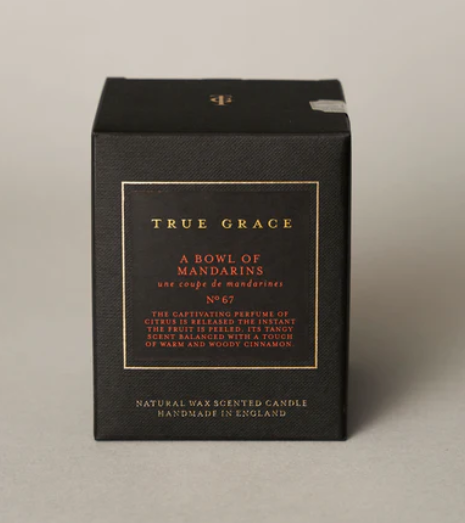 TRUE GRACE
A BOWL OF
MANDARINS
une coupe de mandarines
Nº 67
THE CAPTIVATING PERFUME OF
CITRUS IS RELEASED THE INSTANT
THE FRUIT IS PEELED. ITS TANGY
SCENT BALANCED WITH A TOUCH
OF WARM AND WOODY CINNAMON.
NATURAL WAX SCENTED CANDLE
HANDMADE IN ENGLAND